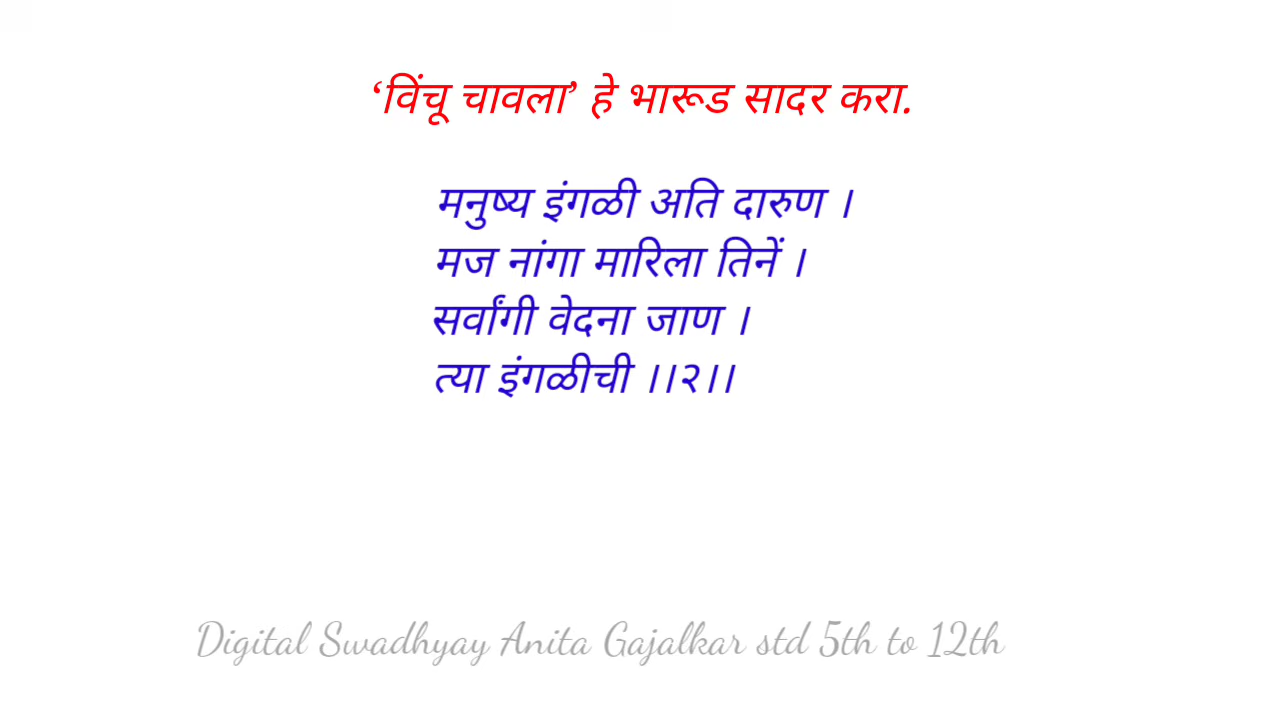 ‘विंचू चावला’ हे भारूड सादर करा.
मनुष्य इंगळी अति दारुण ।
मज नांगा मारिला तिनें ।
सर्वांगी वेदना जाण ।
त्या इंगळीची ।।२।।
Digital Swadhyay Anita Gajalkar std 5th to 12th